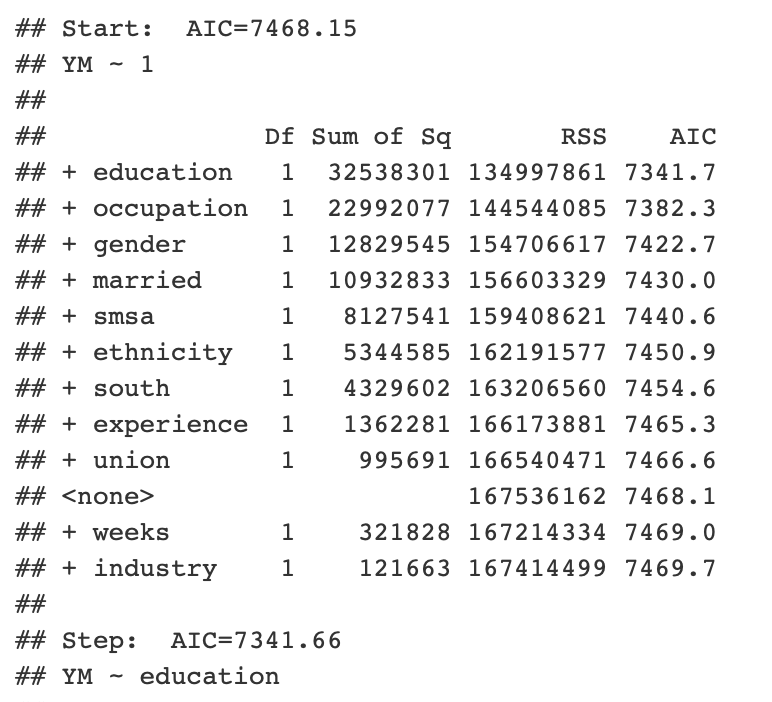 ## Start:  AIC=7468.15
## YM ~ 1
##
##              Df Sum of Sq       RSS    AIC
## + education   1  32538301 134997861 7341.7
## + occupation  1  22992077 144544085 7382.3
## + gender      1  12829545 154706617 7422.7
## + married     1  10932833 156603329 7430.0
## + smsa        1   8127541 159408621 7440.6
## + ethnicity   1   5344585 162191577 7450.9
## + south       1   4329602 163206560 7454.6
## + experience  1   1362281 166173881 7465.3
## + union       1    995691 166540471 7466.6
## <none>                    167536162 7468.1
## + weeks       1    321828 167214334 7469.0
## + industry    1    121663 167414499 7469.7
##
## Step:  AIC=7341.66
## YM ~ education